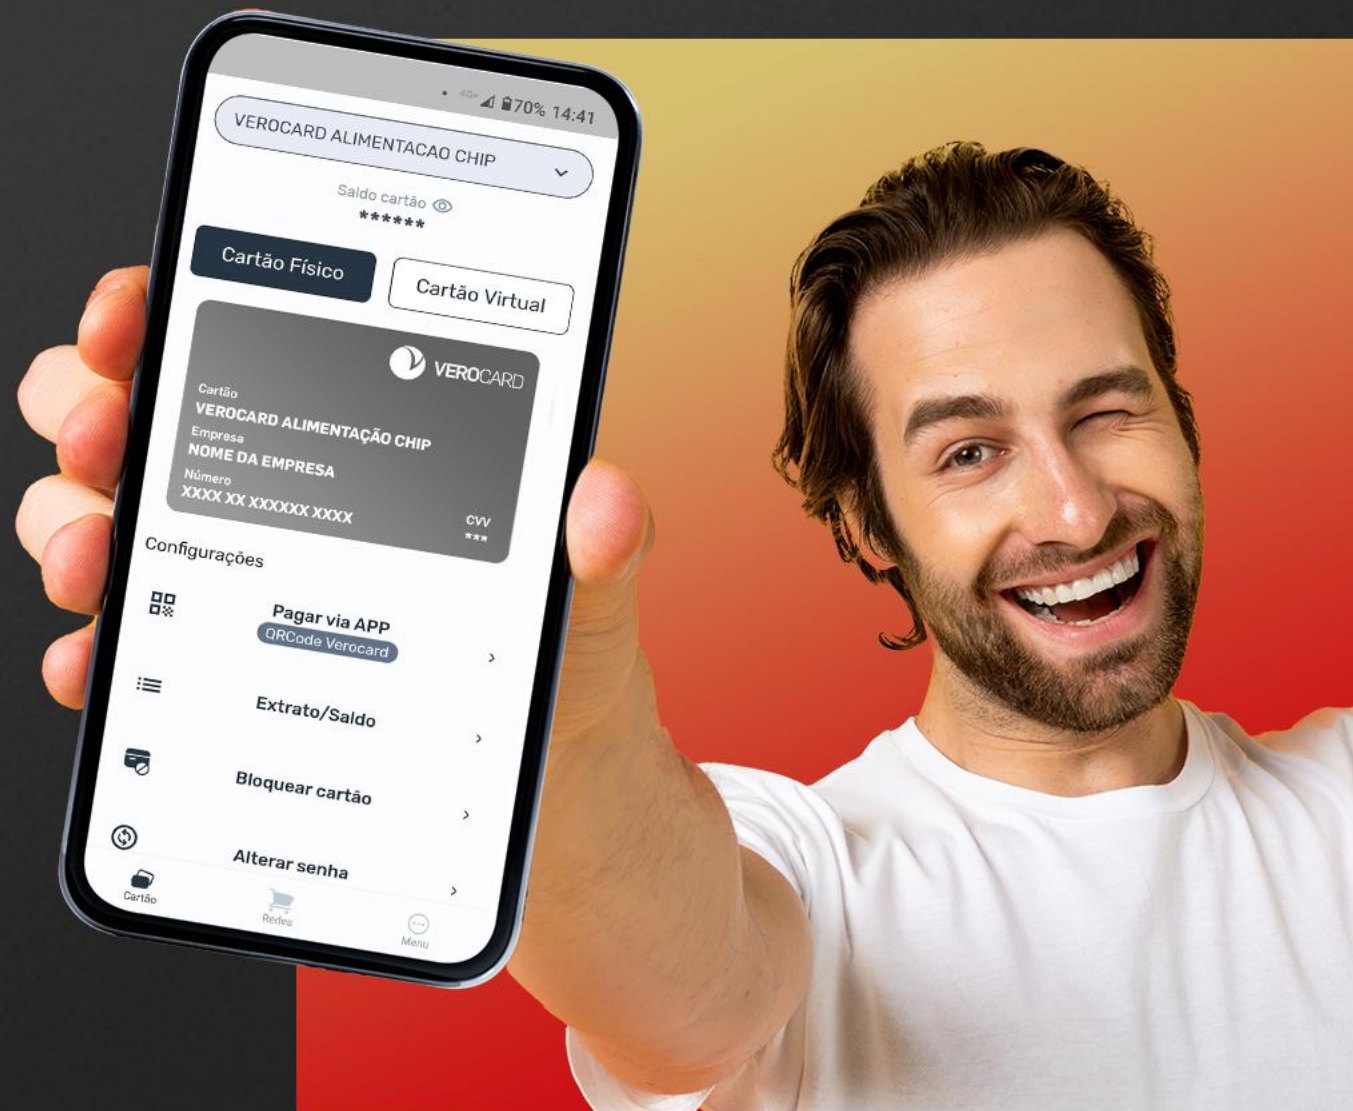 4G+ 70% 14:41
VEROCARD ALIMENTACAO CHIP
Saldo cartão
******
Cartão Físico
Cartão Virtual
VEROCARD
Cartão
VEROCARD ALIMENTAÇÃO CHIP
Empresa
NOME DA EMPRESA
Número
XXXX XX XXXXXX XXXX
CVV
***
Configurações
Pagar via APP
QRCode Verocard
Extrato/Saldo
Bloquear cartão
Alterar senha
Cartão
Redes
Menu